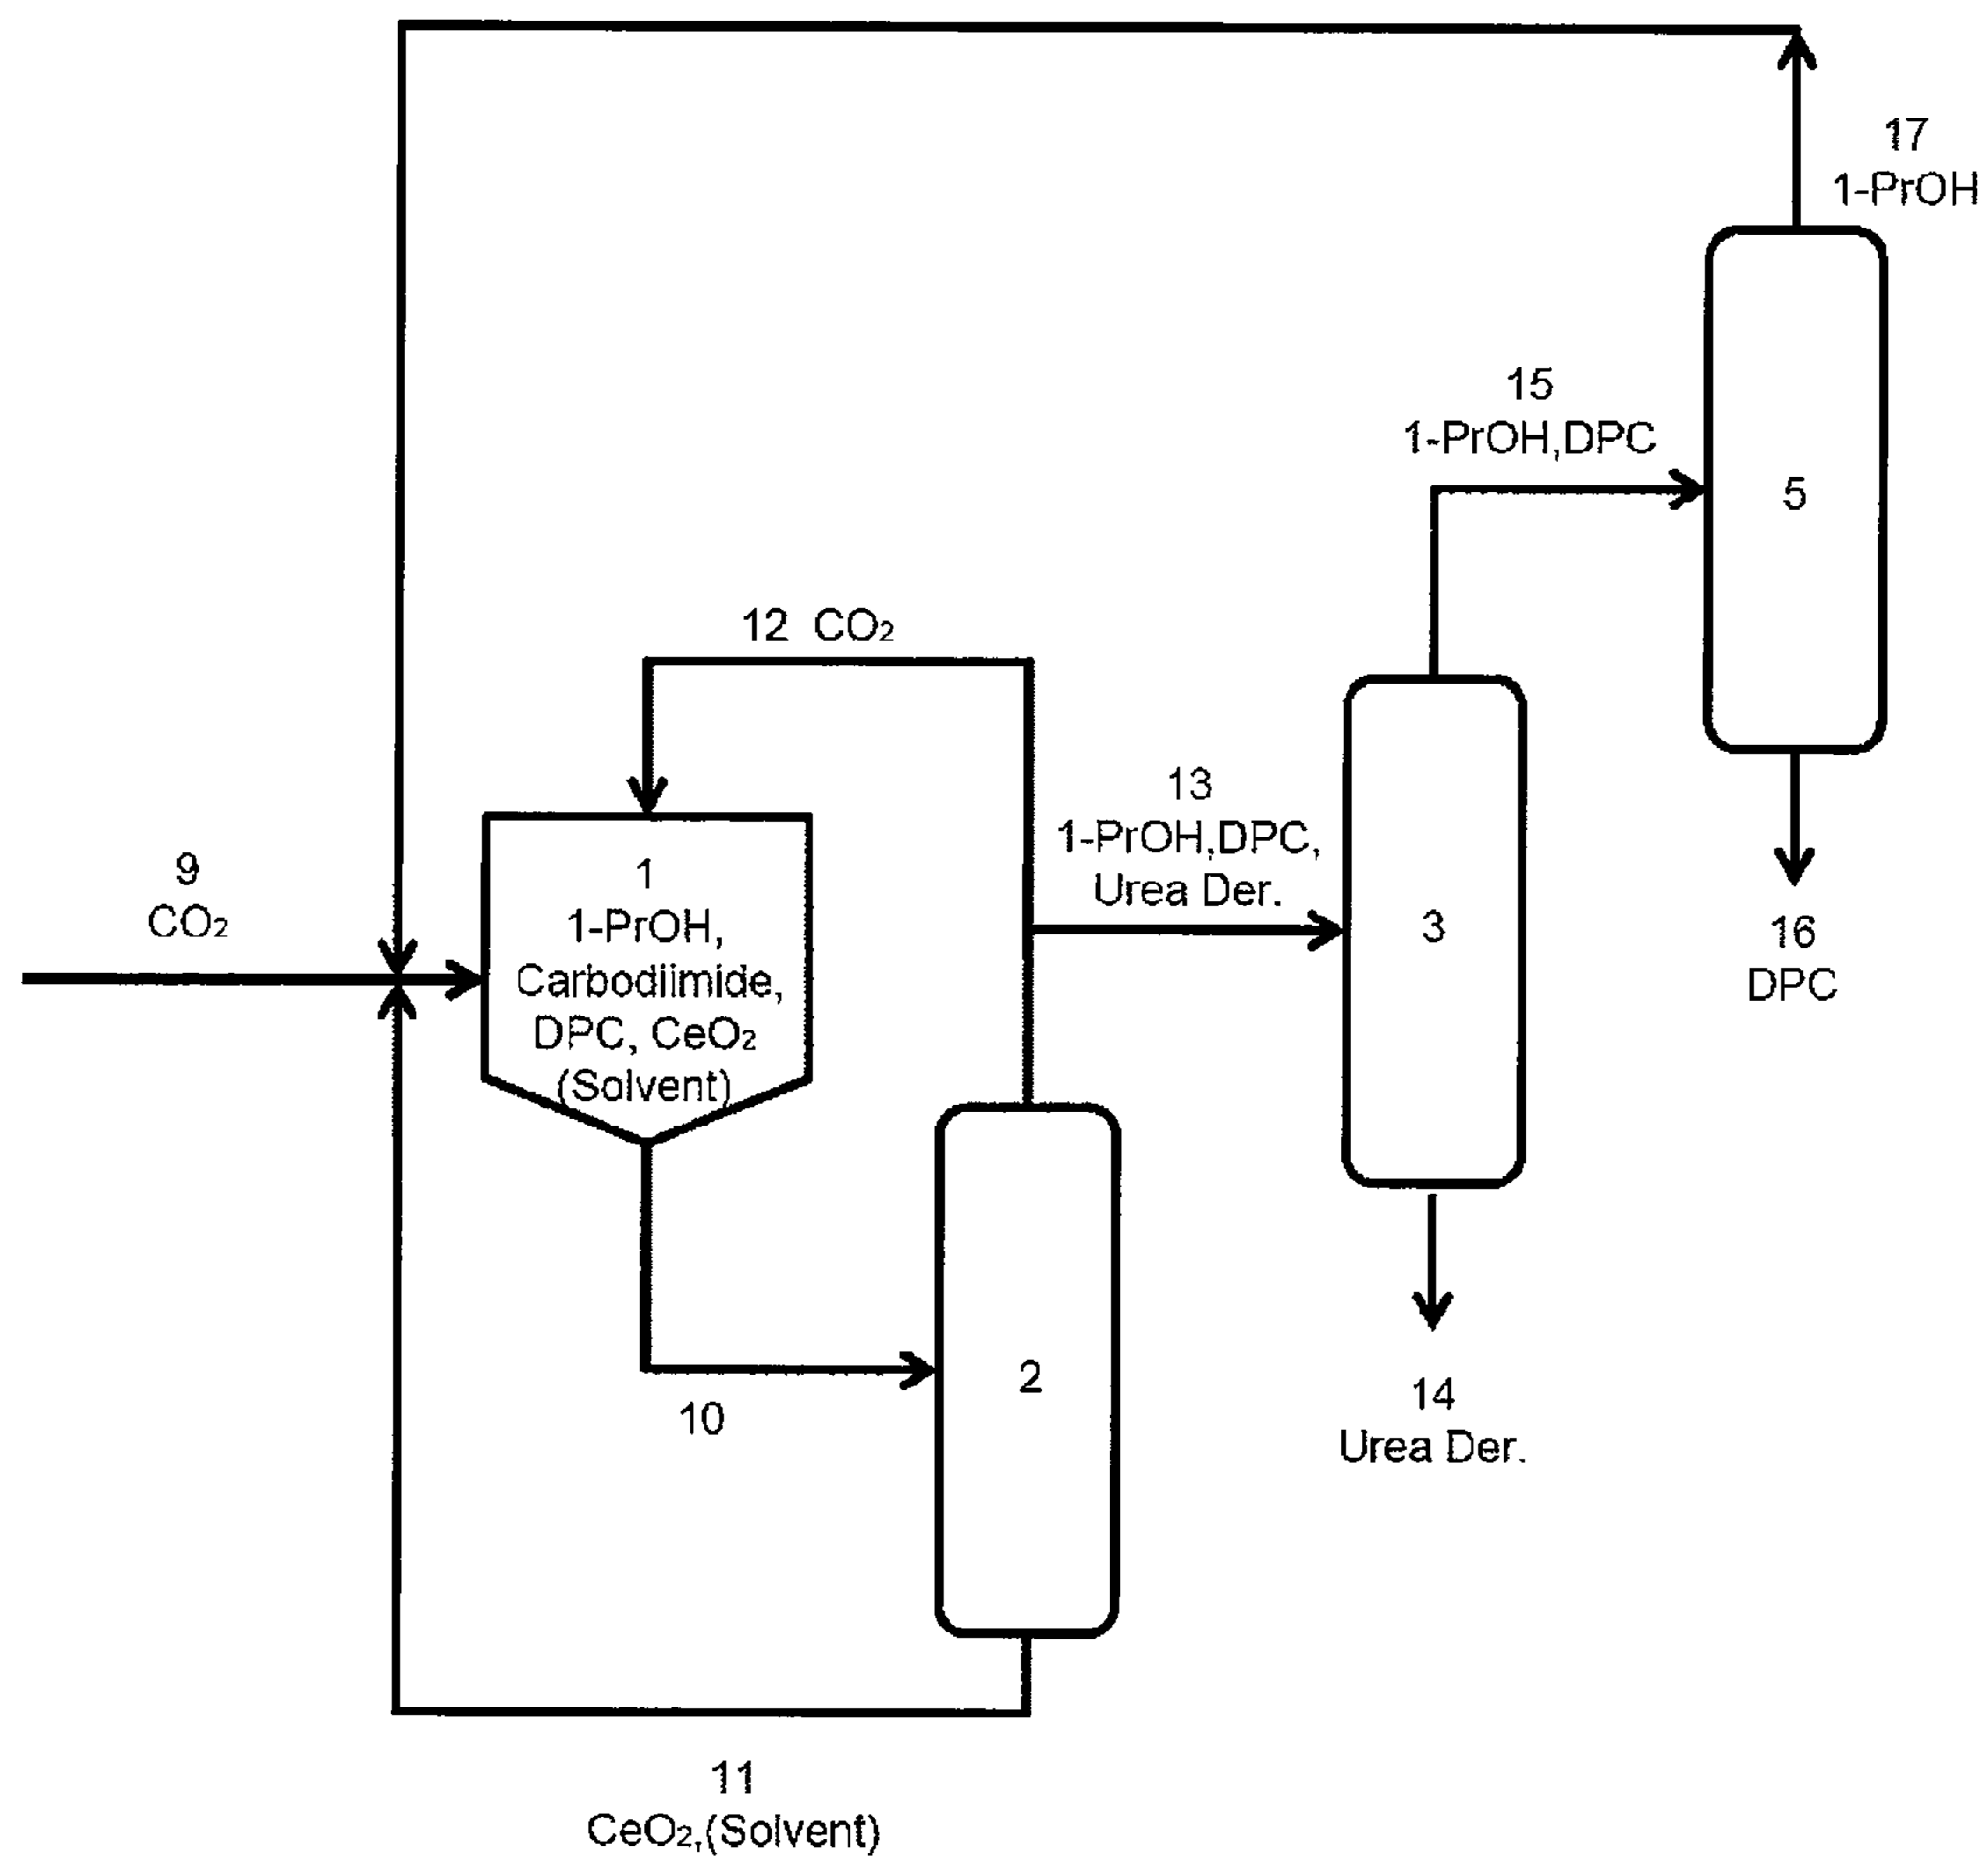 17
1-PrOH
15
1-PrOH,DPC
5
12 CO₂
13
1-PrOH,DPC,
Urea Der.
9
CO₂
1
1-PrOH,
Carbodiimide,
DPC, CeO₂
(Solvent)
3
16
DPC
2
10
14
Urea Der.
11
CeO₂,(Solvent)